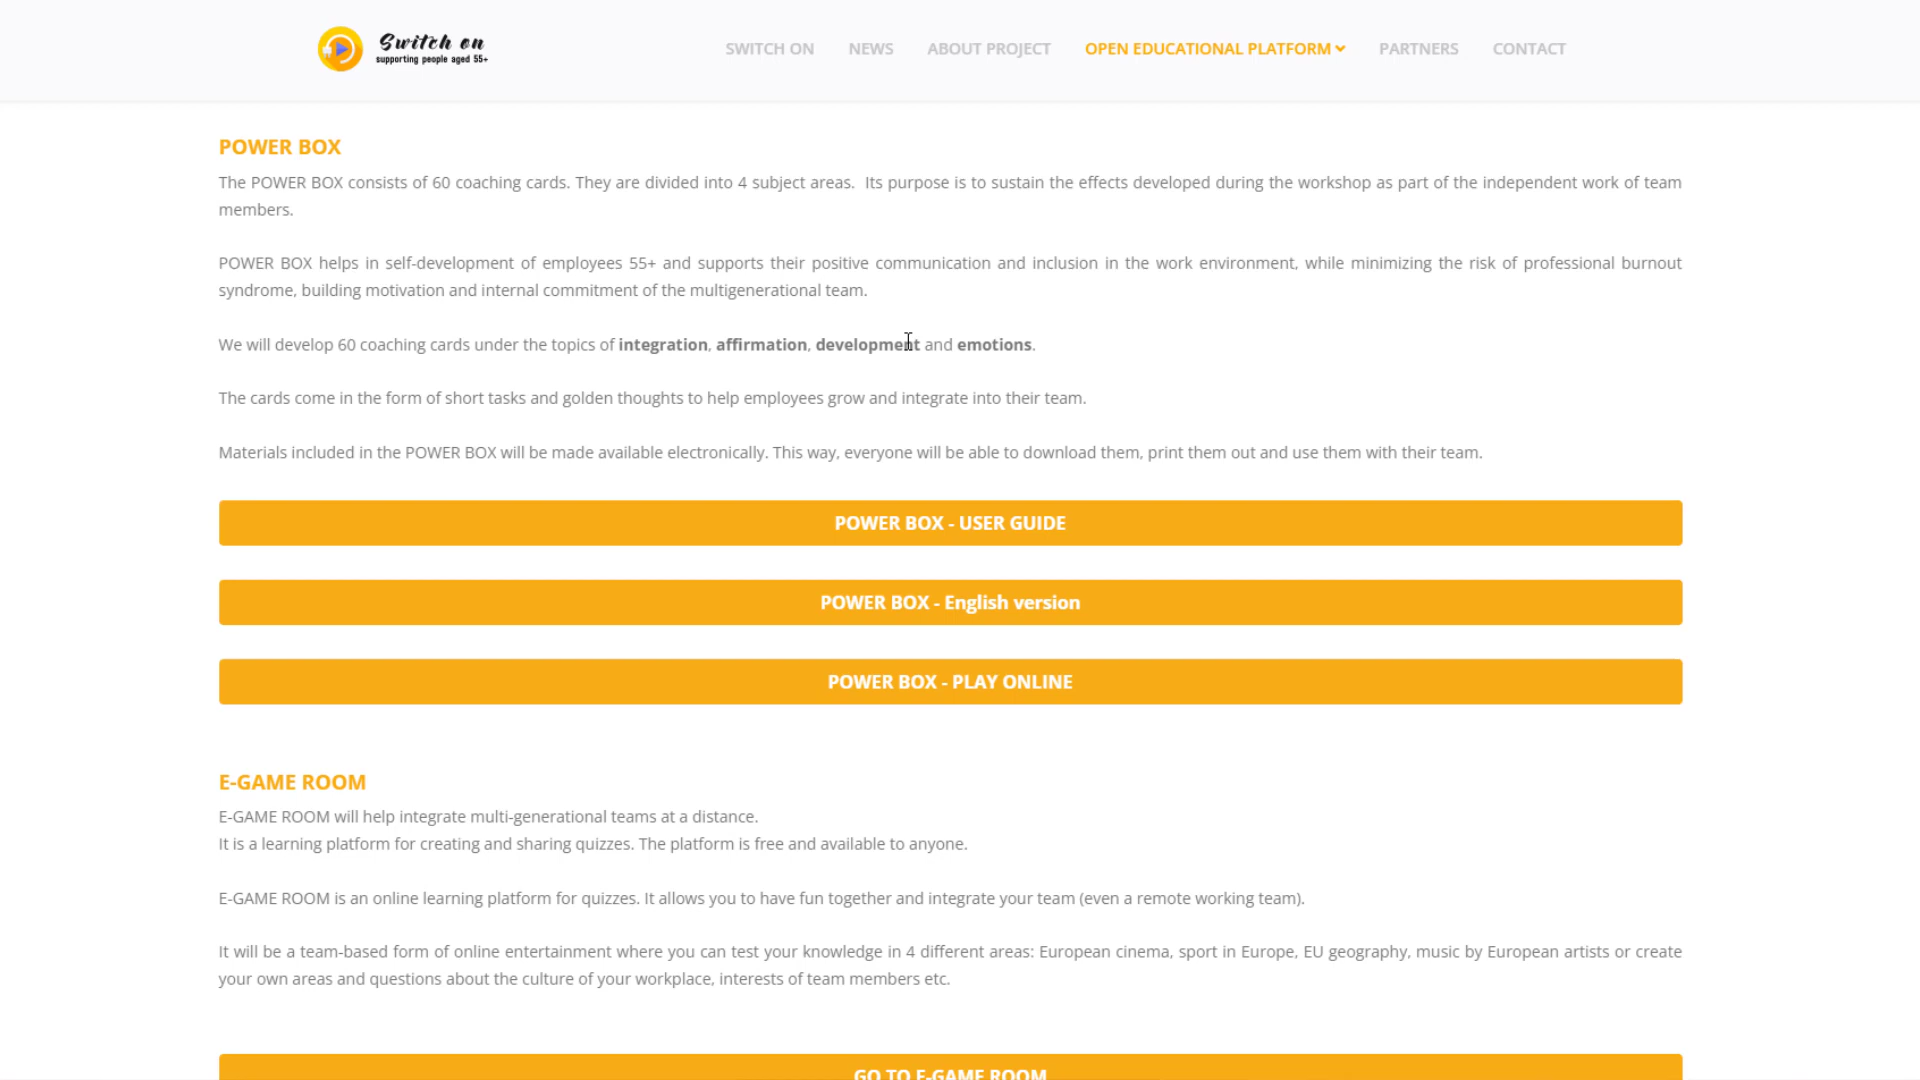 Switch on
supporting people aged 55+
SWITCH ON NEWS ABOUT PROJECT OPEN EDUCATIONAL PLATFORM PARTNERS CONTACT
POWER BOX
The POWER BOX consists of 60 coaching cards. They are divided into 4 subject areas.  Its purpose is to sustain the effects developed during the workshop as part of the independent work of team
members.
POWER BOX helps in self-development of employees 55+ and supports their positive communication and inclusion in the work environment, while minimizing the risk of professional burnout
syndrome, building motivation and internal commitment of the multigenerational team.
We will develop 60 coaching cards under the topics of integration, affirmation, development and emotions.
The cards come in the form of short tasks and golden thoughts to help employees grow and integrate into their team.
Materials included in the POWER BOX will be made available electronically. This way, everyone will be able to download them, print them out and use them with their team.
POWER BOX - USER GUIDE
POWER BOX - English version
POWER BOX - PLAY ONLINE
E-GAME ROOM
E-GAME ROOM will help integrate multi-generational teams at a distance.
It is a learning platform for creating and sharing quizzes. The platform is free and available to anyone.
E-GAME ROOM is an online learning platform for quizzes. It allows you to have fun together and integrate your team (even a remote working team).
It will be a team-based form of online entertainment where you can test your knowledge in 4 different areas: European cinema, sport in Europe, EU geography, music by European artists or create
your own areas and questions about the culture of your workplace, interests of team members etc.
GO TO E-GAME ROOM